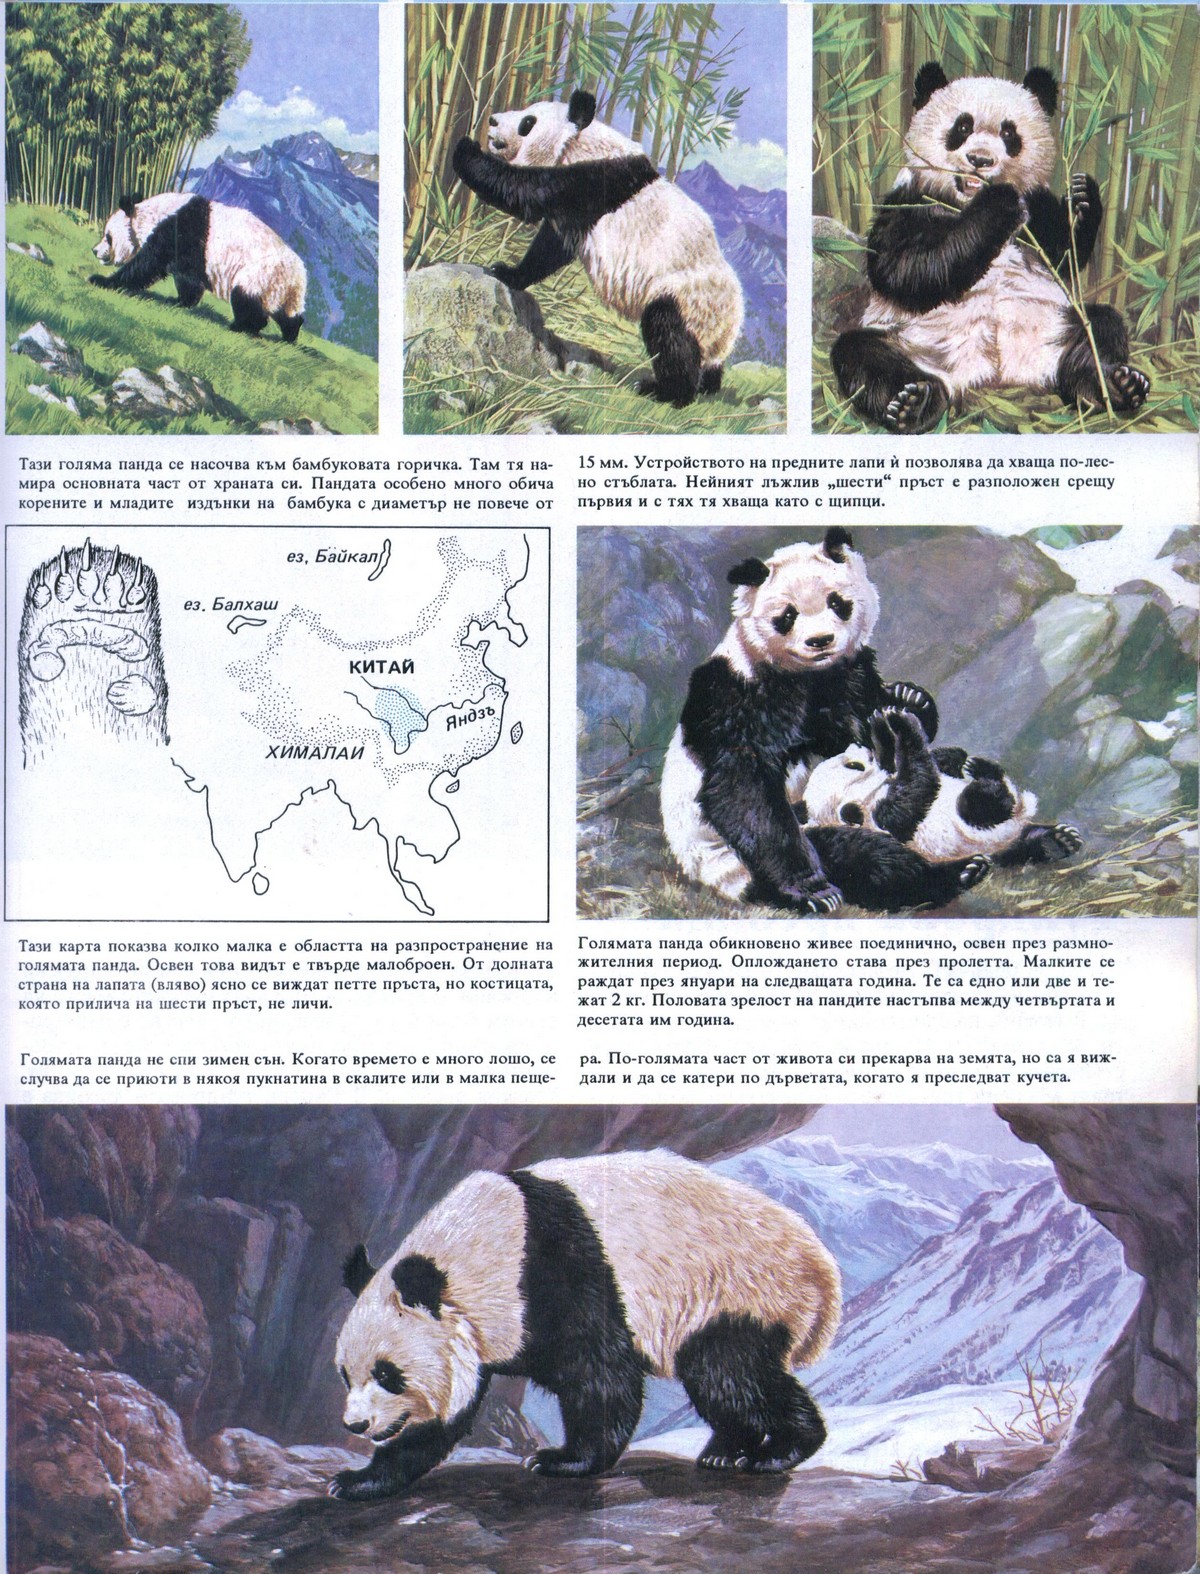 Тази голяма панда се насочва към бамбуковата горичка. Там тя на-
мира основната част от храната си. Пандата особено много обича
корените и младите издънки на бамбука с диаметър не повече от
15 мм. Устройството на предните лапи ѝ позволява да хваща по-лес-
но стъблата. Нейният лъжлив „шести“ пръст е разположен срещу
първия и с тях тя хваща като с щипци.
ез. Байкал
ез. Балхаш
КИТАЙ
Яндзъ
ХИМАЛАИ
Тази карта показва колко малка е областта на разпространение на
голямата панда. Освен това видът е твърде малоброен. От долната
страна на лапата (вляво) ясно се виждат петте пръста, но костицата,
която прилича на шести пръст, не личи.
Голямата панда обикновено живее поединично, освен през размно-
жителния период. Оплождането става през пролетта. Малките се
раждат през януари на следващата година. Те са едно или две и те-
жат 2 кг. Половата зрелост на пандите настъпва между четвъртата и
десетата им година.
Голямата панда не спи зимен сън. Когато времето е много лошо, се
случва да се приюти в някоя пукнатина в скалите или в малка пеще-
ра. По-голямата част от живота си прекарва на земята, но са я виж-
дали и да се катери по дърветата, когато я преследват кучета.